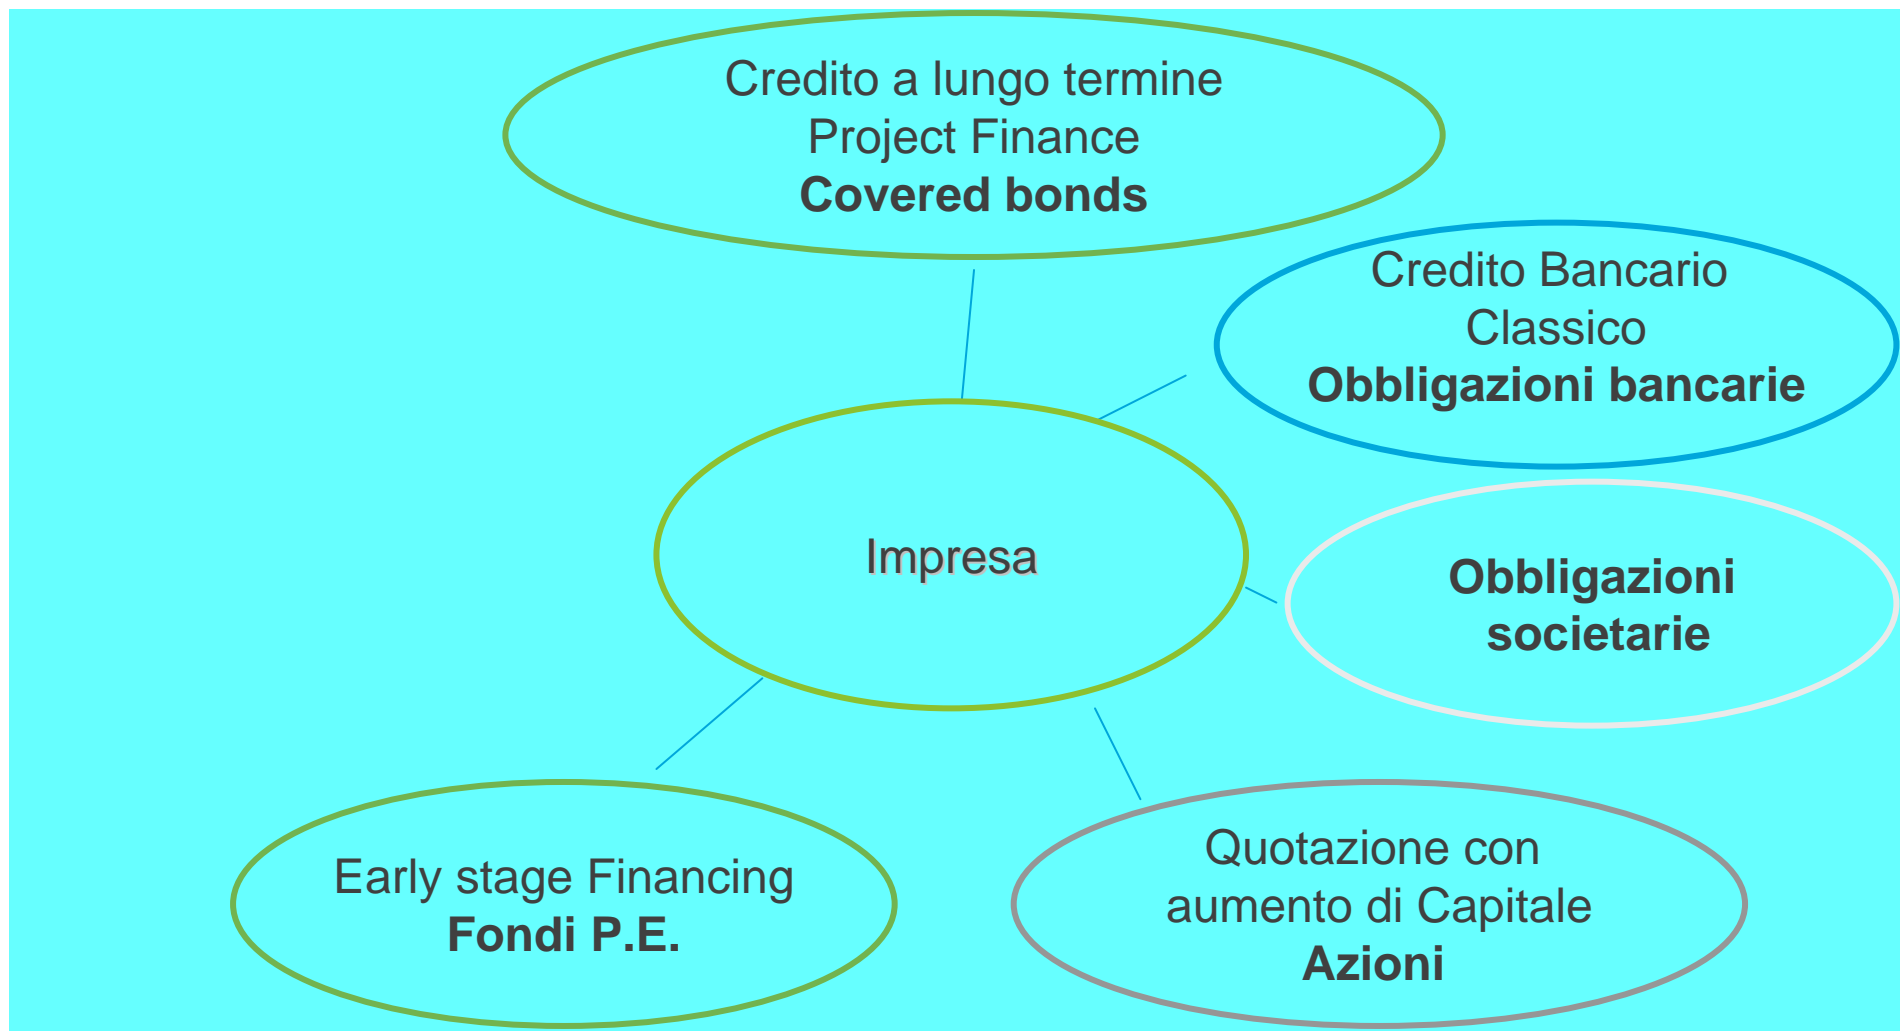 Credito a lungo termine
Project Finance
Covered bonds
Credito Bancario
Classico
Obbligazioni bancarie
Impresa
Obbligazioni
societarie
Early stage Financing
Fondi P.E.
Quotazione con
aumento di Capitale
Azioni